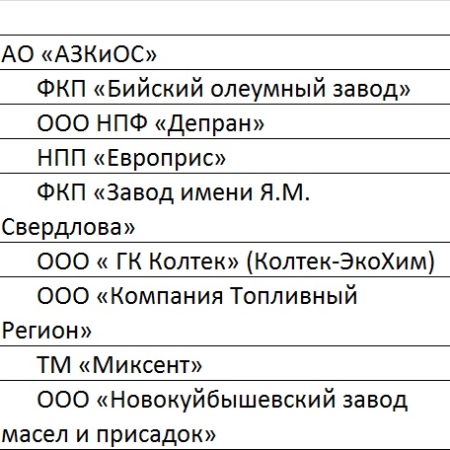 АО «АЗКиОС»
ФКП «Бийский олеумный завод»
ООО НПФ «Депран»
НПП «Европрис»
ФКП «Завод имени Я.М.
Свердлова»
ООО « ГК Колтек» (Колтек-ЭкоХим)
ООО «Компания Топливный
Регион»
ТМ «Миксент»
ООО «Новокуйбышевский завод
масел и присадок»